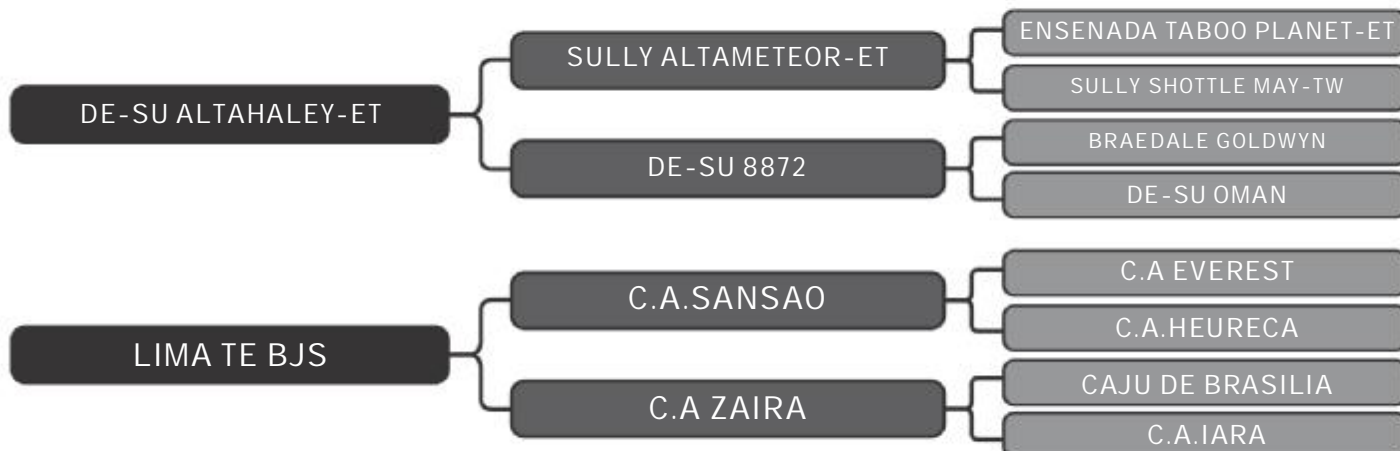 DE-SU ALTAHALEY-ET
SULLY ALTAMETEOR-ET
ENSENADA TABOO PLANET-ET
SULLY SHOTTLE MAY-TW
DE-SU 8872
BRAEDALE GOLDWYN
DE-SU OMAN
LIMA TE BJS
C.A.SANSAO
C.A EVEREST
C.A.HEURECA
C.A ZAIRA
CAJU DE BRASILIA
C.A.IARA